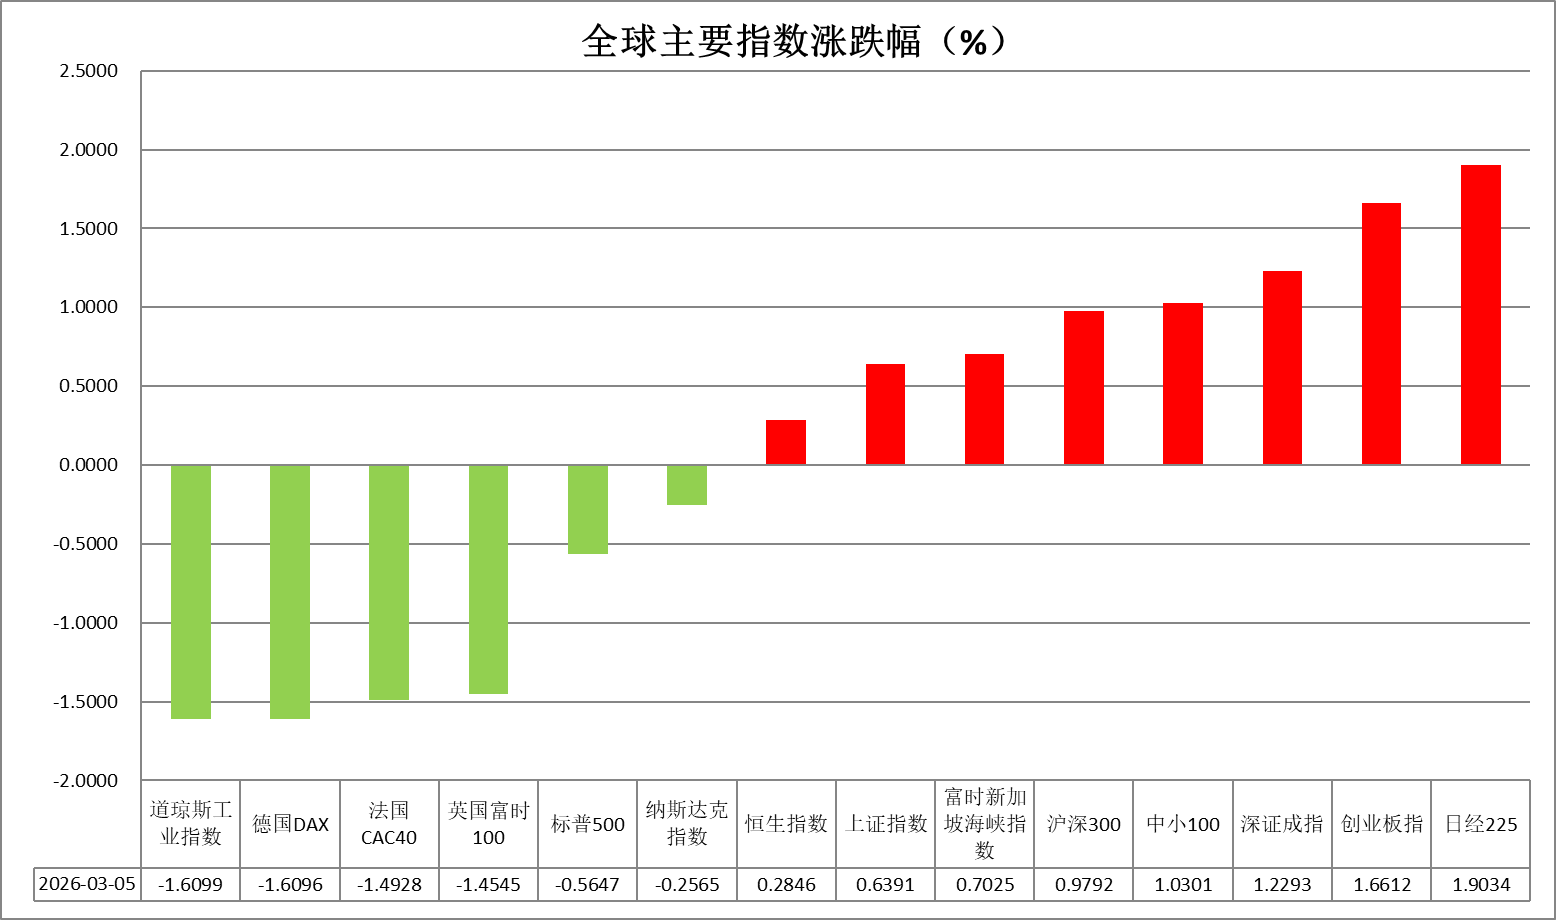 全球主要指数涨跌幅（%）
2.5000
2.0000
1.5000
1.0000
0.5000
0.0000
-0.5000
-1.0000
-1.5000
-2.0000
道琼斯工
业指数
德国DAX
法国
CAC40
英国富时
100
标普500
纳斯达克
指数
恒生指数
上证指数
富时新加
坡海峡指
数
沪深300
中小100
深证成指
创业板指
日经225
2026-03-05 -1.6099 -1.6096 -1.4928 -1.4545 -0.5647 -0.2565 0.2846 0.6391 0.7025 0.9792 1.0301 1.2293 1.6612 1.9034